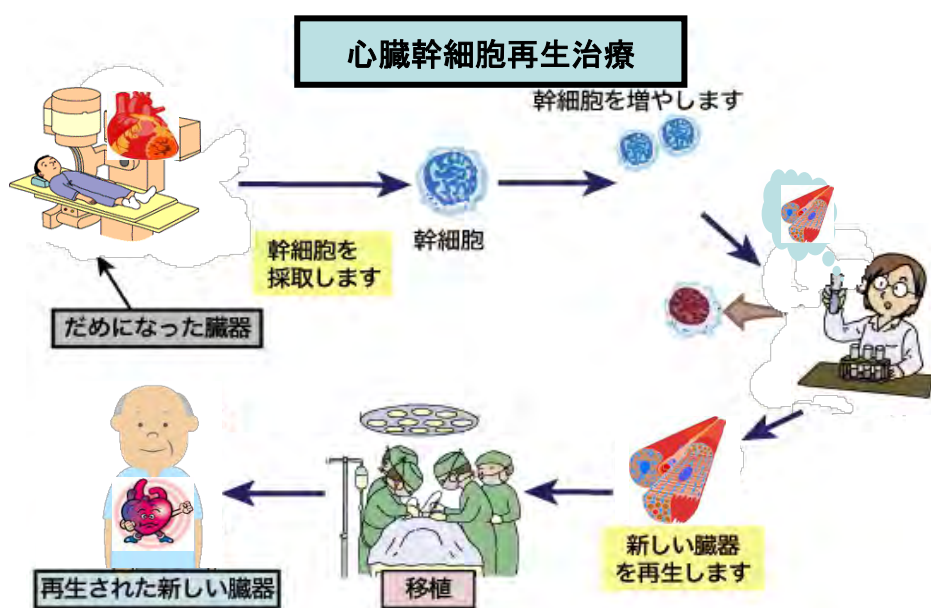 心臓幹細胞再生治療
幹細胞を増やします
幹細胞
幹細胞を
採取します
だめになった臓器
新しい臓器
を再生します
移植
再生された新しい臓器